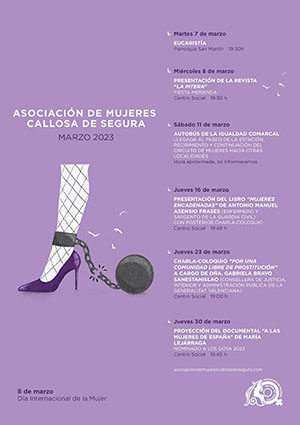 ASOCIACIÓN DE MUJERES
CALLOSA DE SEGURA
MARZO 2023
8 de marzo
Día Internacional de la Mujer
Martes 7 de marzo
EUCARISTÍA
Parroquia San Martín 19:30h
Miércoles 8 de marzo
PRESENTACIÓN DE LA REVISTA
"LA PITERA"
FIESTA MERIENDA
Centro Social 18:30 h
Sábado 11 de marzo
AUTOBÚS DE LA IGUALDAD COMARCAL
LLEGADA AL PASEO DE LA ESTACIÓN,
RECIBIMIENTO Y CONTINUACIÓN DEL
CIRCUITO DE MUJERES HACIA OTRAS
LOCALIDADES
Hora aproximada, os informaremos
Jueves 16 de marzo
PRESENTACIÓN DEL LIBRO "MUJERES
ENCADENADAS" DE ANTONIO MANUEL
ASENSIO FRASES (ENFERMERO Y
SARGENTO DE LA GUARDIA CIVIL)
CON POSTERIOR CHARLA-COLOQUIO
Centro Social 19:45 h
Jueves 23 de marzo
CHARLA-COLOQUIO "POR UNA
COMUNIDAD LIBRE DE PROSTITUCIÓN"
A CARGO DE DÑA. GABRIELA BRAVO
SANESTANISLAO (CONSELLERA DE JUSTICIA,
INTERIOR Y ADMINISTRACIÓN PÚBLICA DE LA
GENERALITAT VALENCIANA)
Centro Social 19:00 h
Jueves 30 de marzo
PROYECCIÓN DEL DOCUMENTAL "A LAS
MUJERES DE ESPAÑA" DE MARÍA
LEJÁRRAGA
NOMINADO A LOS GOYA 2023
Centro Social 19:45 h
asociaciondemujerescallosadesegura.com